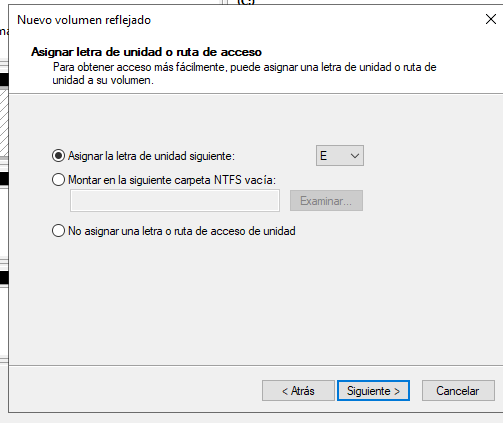 (C)
Nuevo volumen reflejado
Asignar letra de unidad o ruta de acceso
Para obtener acceso más fácilmente, puede asignar una letra de unidad o ruta de
unidad a su volumen.
Asignar la letra de unidad siguiente:
E
Montar en la siguiente carpeta NTFS vacía:
Examinar...
No asignar una letra o ruta de acceso de unidad
< Atrás
Siguiente >
Cancelar